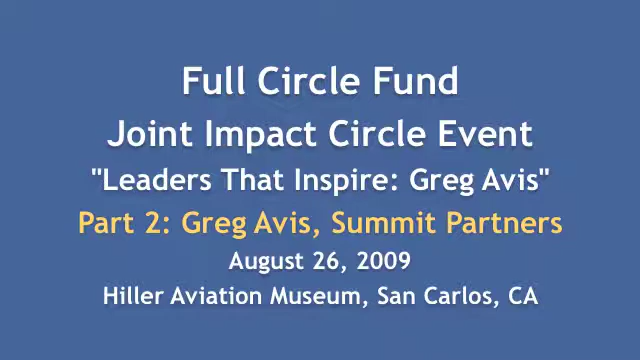 Full Circle Fund
Joint Impact Circle Event
"Leaders That Inspire: Greg Avis"
Part 2: Greg Avis, Summit Partners
August 26, 2009
Hiller Aviation Museum, San Carlos, CA